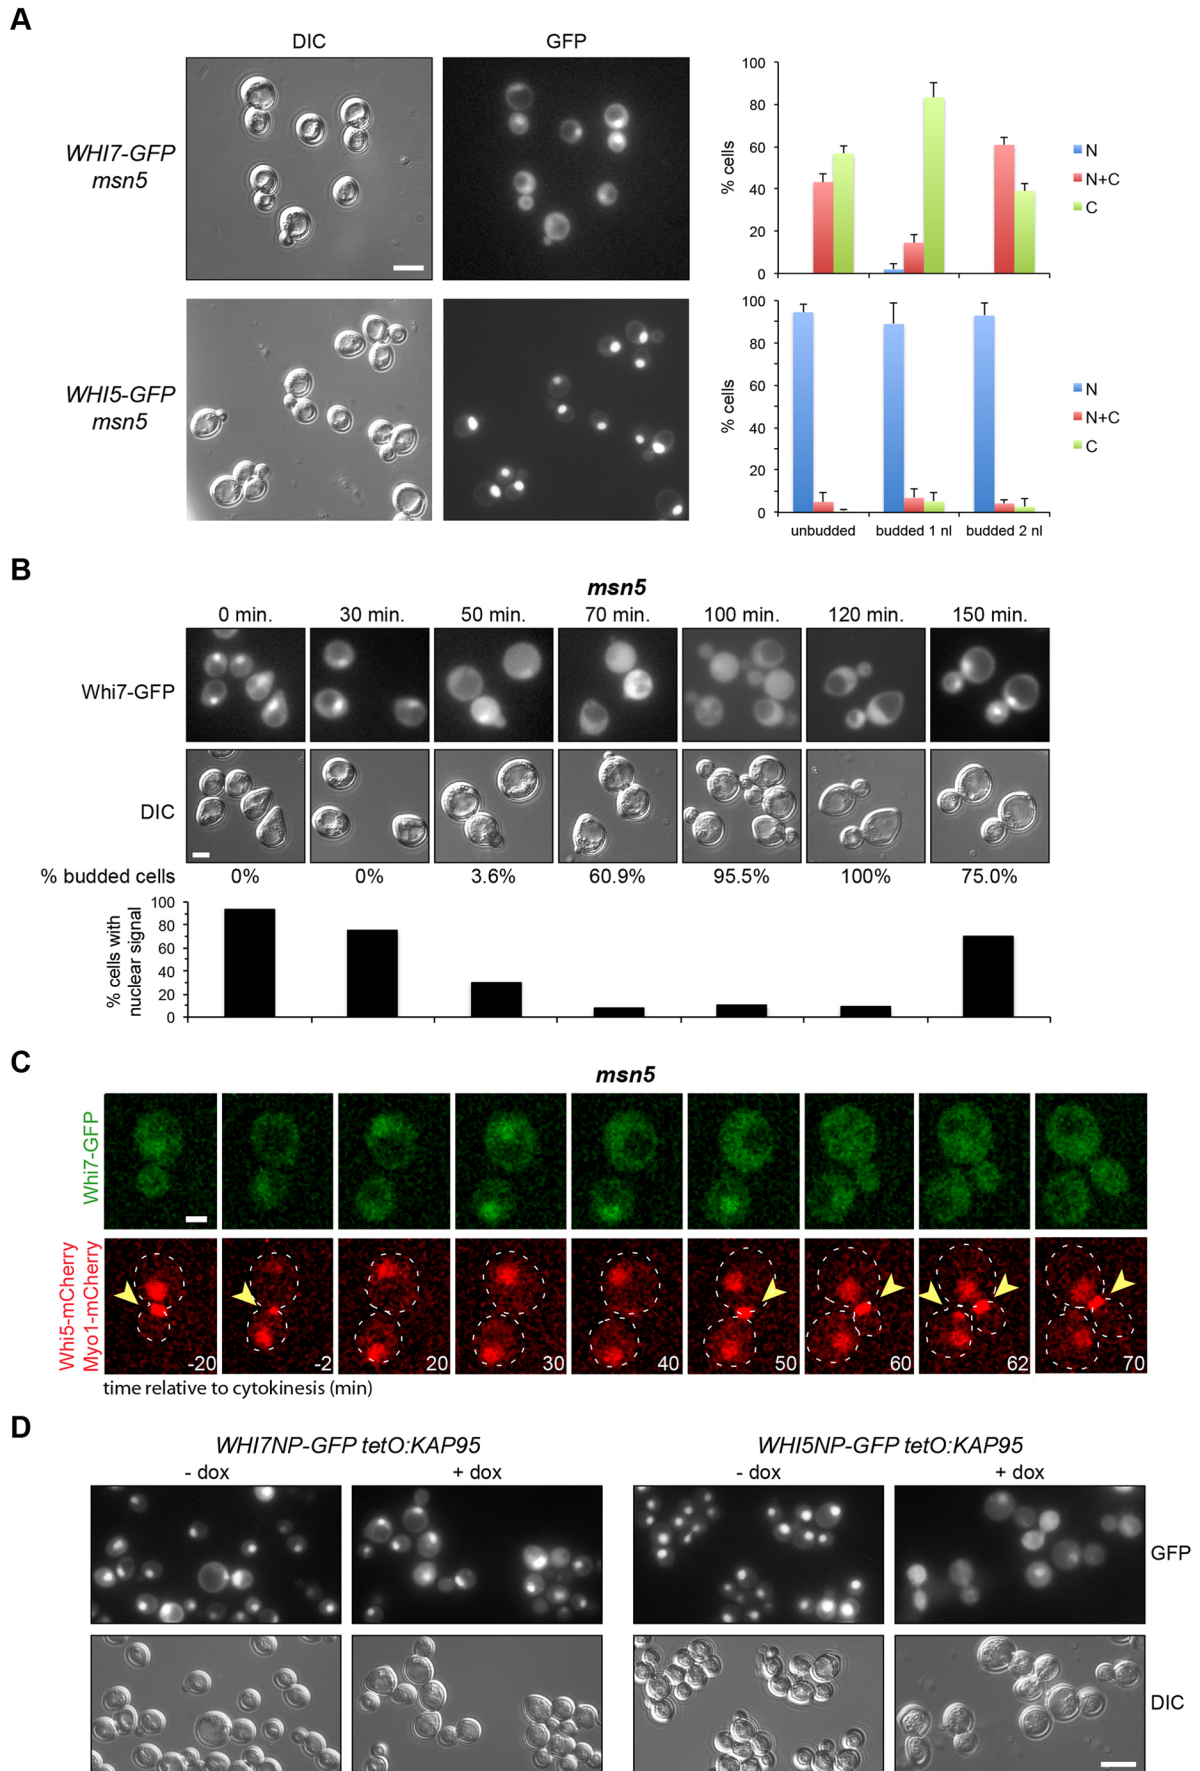 A
DIC
GFP
WHI7-GFP
msn5
% cells
100
80
60
40
20
0
N
N+C
C
WHI5-GFP
msn5
% cells
100
80
60
40
20
0
N
N+C
C
unbudded
budded 1 nl
budded 2 nl
B
msn5
0 min.
30 min.
50 min.
70 min.
100 min.
120 min.
150 min.
Whi7-GFP
DIC
% budded cells
0%
0%
3.6%
60.9%
95.5%
100%
75.0%
% cells with
nuclear signal
100
80
60
40
20
0
C
msn5
Whi7-GFP
Whi5-mCherry
Myo1-mCherry
-20
-2
20
30
40
50
60
62
70
time relative to cytokinesis (min)
D
WHI7NP-GFP tetO:KAP95
WHI5NP-GFP tetO:KAP95
- dox
+ dox
- dox
+ dox
GFP
DIC